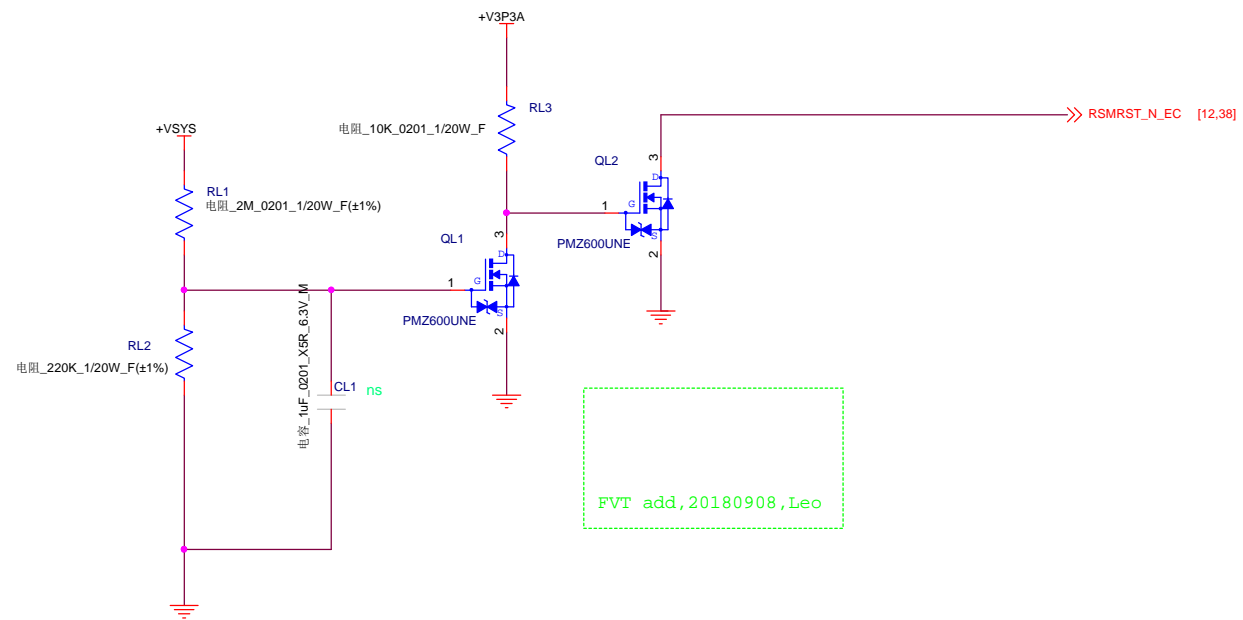 +V3P3A
RL3
电阻_10K_0201_1/20W_F
RSMRST_N_EC [12,38]
+VSYS
QL2
3
D
G
S
1
2
PMZ600UNE
RL1
电阻_2M_0201_1/20W_F(±1%)
QL1
3
D
G
S
1
2
PMZ600UNE
RL2
电阻_220K_1/20W_F(±1%)
电容_1uF_0201_X5R_6.3V_M
CL1
ns
FVT add,20180908,Leo